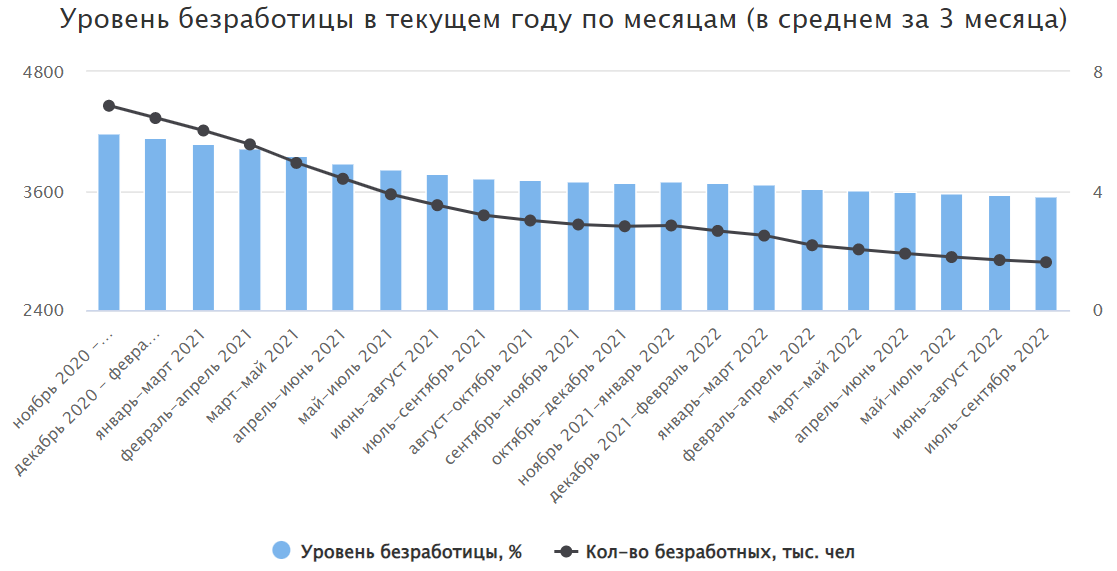 Уровень безработицы в текущем году по месяцам (в среднем за 3 месяца)
4800
8
3600
4
2400
0
ноябрь 2020 -...
декабрь 2020 - февра...
январь-март 2021
февраль-апрель 2021
март-май 2021
апрель-июнь 2021
май-июль 2021
июнь-август 2021
июль-сентябрь 2021
август-октябрь 2021
сентябрь-ноябрь 2021
октябрь-декабрь 2021
ноябрь 2021-январь 2022
декабрь 2021-февраль 2022
январь-март 2022
февраль-апрель 2022
март-май 2022
апрель-июнь 2022
май-июль 2022
июнь-август 2022
июль-сентябрь 2022
Уровень безработицы, %
Кол-во безработных, тыс. чел